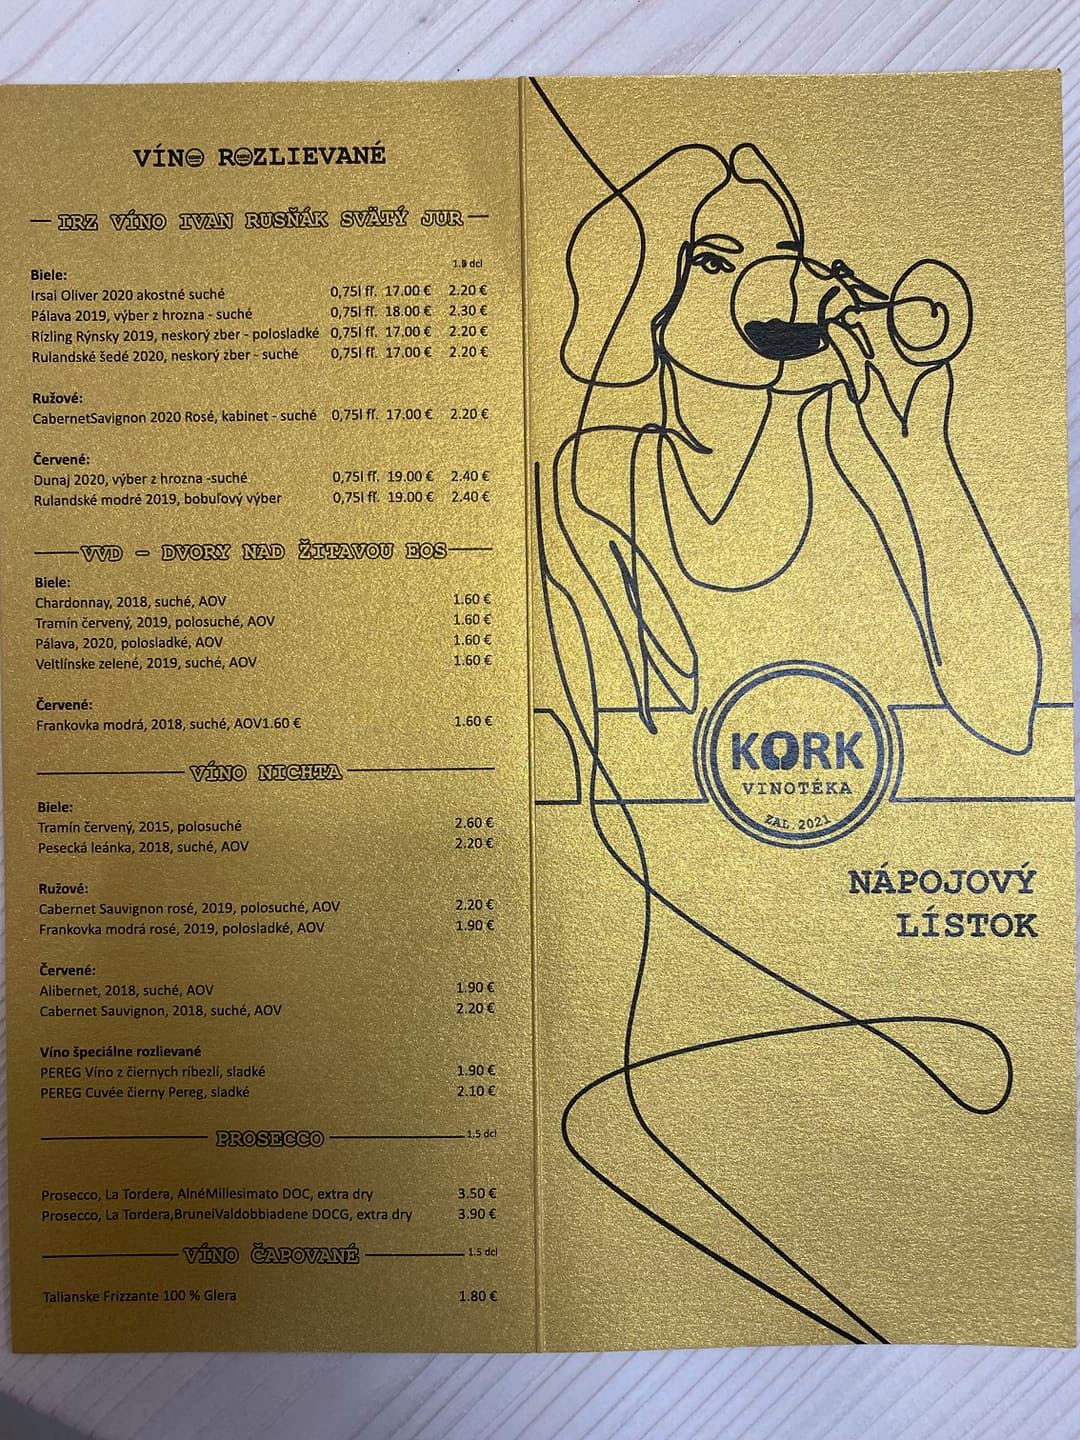 VÍNO ROZLIEVANÉ
IRZ VÍNO IVAN RUSŇÁK SVÄTÝ JUR
dcl
Biele:
Irsai Oliver 2020 akostné suché 0,75l fľ. 17.00 € 2.20 €
Pálava 2019, výber z hrozna - suché 0,75l fľ. 18.00 € 2.30 €
Rízling Rýnsky 2019, neskorý zber - polosladké 0,75l fľ. 17.00 € 2.20 €
Rulandské šedé 2020, neskorý zber - suché 0,75l fľ. 17.00 € 2.20 €
Ružové:
CabernetSavignon 2020 Rosé, kabinet - suché 0,75l fľ. 17.00 € 2.20 €
Červené:
Dunaj 2020, výber z hrozna -suché 0,75l fľ. 19.00 € 2.40 €
Rulandské modré 2019, bobuľový výber 0,75l fľ. 19.00 € 2.40 €
VVD - DVORY NAD ŽITAVOU EOS
Biele:
Chardonnay, 2018, suché, AOV 1.60 €
Tramín červený, 2019, polosuché, AOV 1.60 €
Pálava, 2020, polosladké, AOV 1.60 €
Veltlínske zelené, 2019, suché, AOV 1.60 €
Červené:
Frankovka modrá, 2018, suché, AOV1.60 € 1.60 €
VÍNO NICHTA
Biele:
Tramín červený, 2015, polosuché 2.60 €
Pesecká leánka, 2018, suché, AOV 2.20 €
Ružové:
Cabernet Sauvignon rosé, 2019, polosuché, AOV 2.20 €
Frankovka modrá rosé, 2019, polosladké, AOV 1.90 €
Červené:
Alibernet, 2018, suché, AOV 1.90 €
Cabernet Sauvignon, 2018, suché, AOV 2.20 €
Víno špeciálne rozlievané
PEREG Víno z čiernych ríbezlí, sladké 1.90 €
PEREG Cuvée čierny Pereg, sladké 2.10 €
PROSECCO 1.5 dcl
Prosecco, La Tordera, AlnéMillesimato DOC, extra dry 3.50 €
Prosecco, La Tordera,BruneiValdobbiadene DOCG, extra dry 3.90 €
VÍNO ČAPOVANÉ 1.5 dcl
Talianske Frizzante 100 % Glera 1.80 €
KORK
VINOTÉKA
ZAL. 2021
NÁPOJOVÝ
LÍSTOK